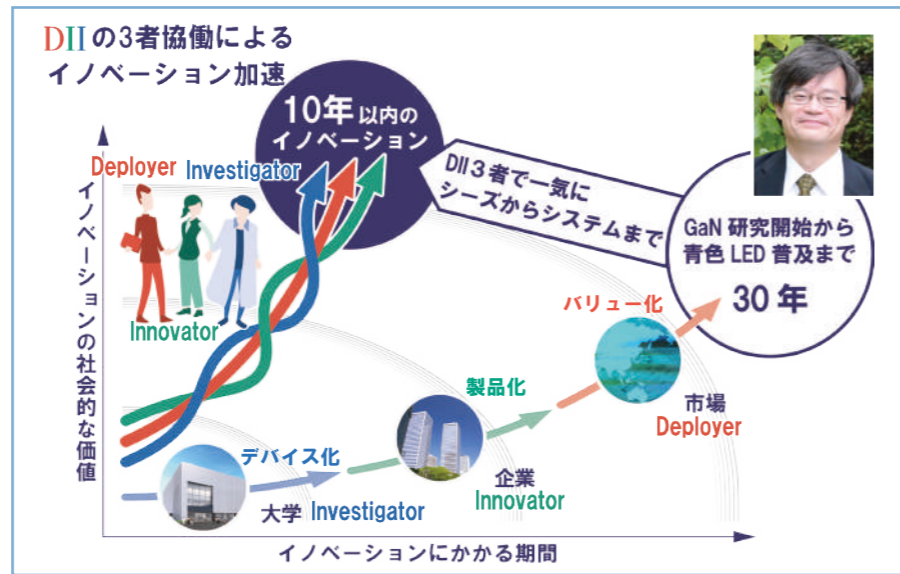 DIIの3者協働による
イノベーション加速
10年以内の
イノベーション
Deployer
Investigator
Innovator
DII3者で一気に
シーズからシステムまで
GaN 研究開始から
青色 LED 普及まで
30年
バリュー化
市場
Deployer
製品化
企業
Innovator
デバイス化
大学 Investigator
イノベーションの社会的な価値
イノベーションにかかる期間